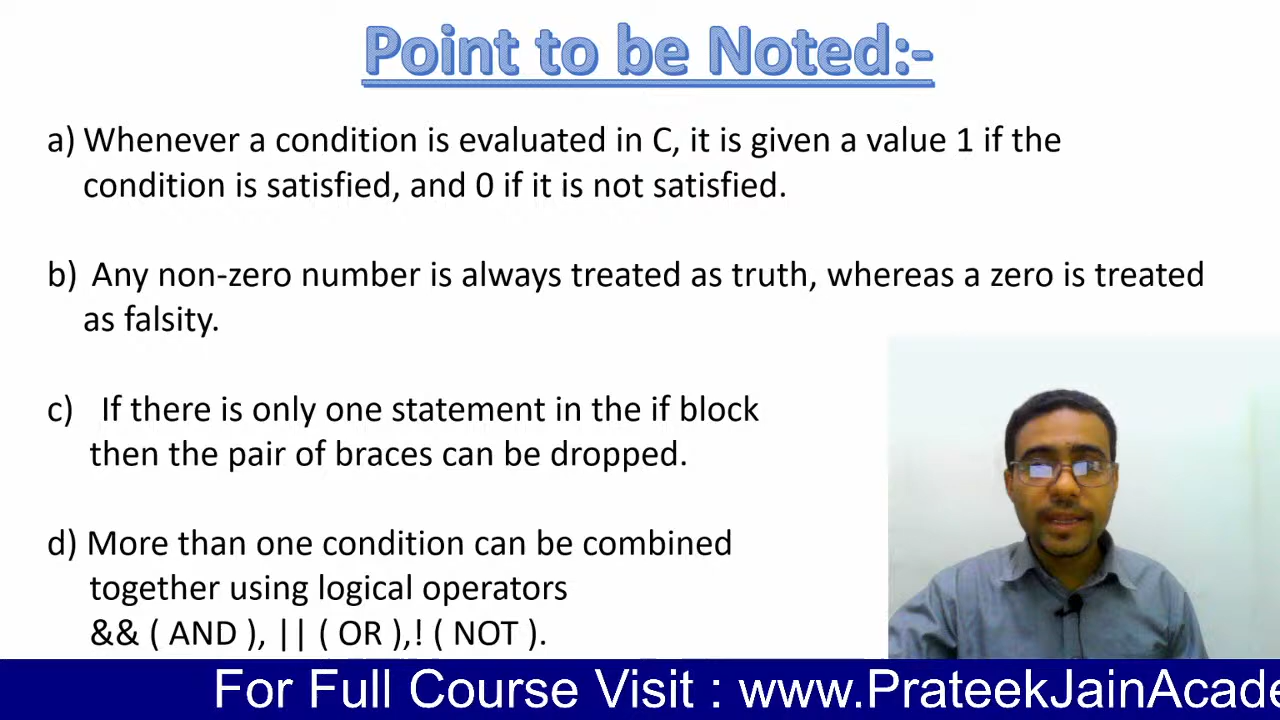 Point to be Noted:-
a) Whenever a condition is evaluated in C, it is given a value 1 if the
condition is satisfied, and 0 if it is not satisfied.
b) Any non-zero number is always treated as truth, whereas a zero is treated
as falsity.
c) If there is only one statement in the if block
then the pair of braces can be dropped.
d) More than one condition can be combined
together using logical operators
&& ( AND ), || ( OR ),! ( NOT ).
For Full Course Visit : www.PrateekJainAcade